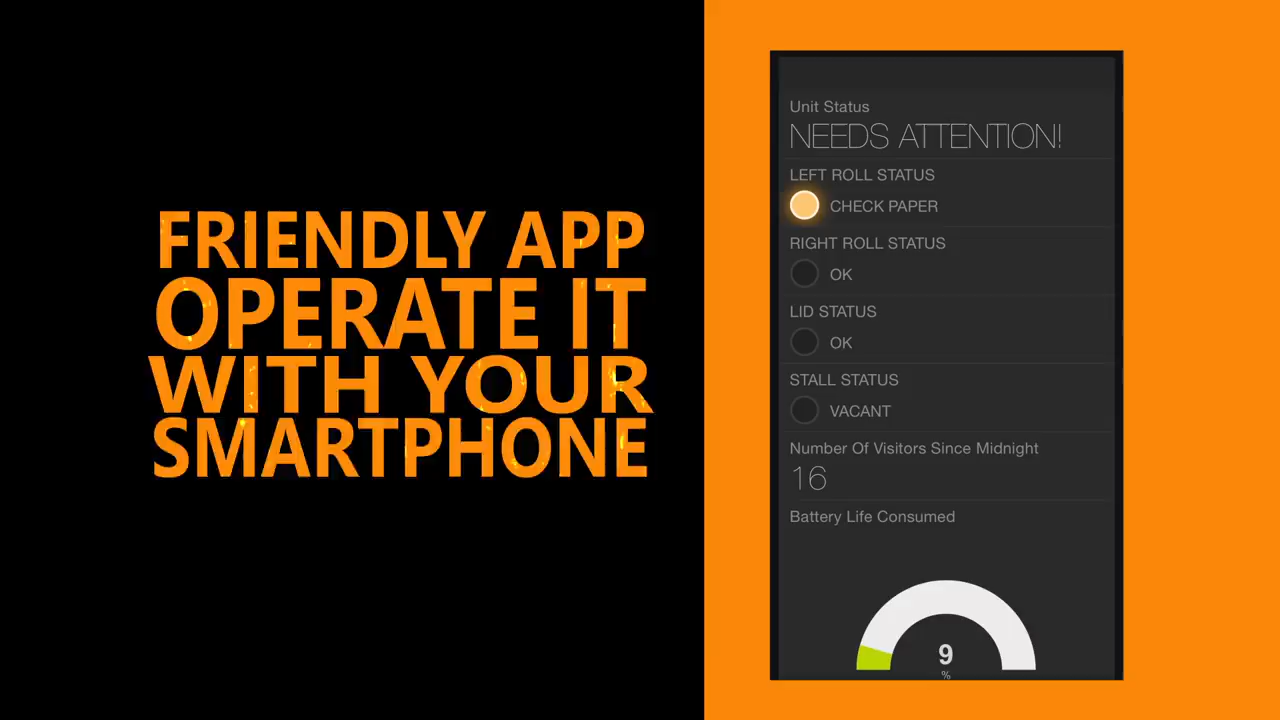 FRIENDLY APP
OPERATE IT
WITH YOUR
SMARTPHONE
Unit Status
NEEDS ATTENTION!
LEFT ROLL STATUS
CHECK PAPER
RIGHT ROLL STATUS
OK
LID STATUS
OK
STALL STATUS
VACANT
Number Of Visitors Since Midnight
16
Battery Life Consumed
9
%